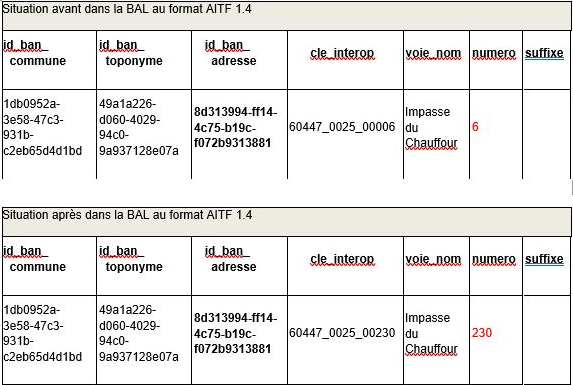 Situation avant dans la BAL au format AITF 1.4
id_ban_
commune
id_ban_
toponyme
id_ban_
adresse
cle_interop
voie_nom
numero
suffixe
1db0952a-
3e58-47c3-
931b-
c2eb65d4d1bd
49a1a226-
d060-4029-
94c0-
9a937128e07a
8d313994-ff14-
4c75-b19c-
f072b9313881
60447_0025_00006
Impasse
du
Chauffour
6
Situation après dans la BAL au format AITF 1.4
id_ban_
commune
id_ban_
toponyme
id_ban_
adresse
cle_interop
voie_nom
numero
suffixe
1db0952a-
3e58-47c3-
931b-
c2eb65d4d1bd
49a1a226-
d060-4029-
94c0-
9a937128e07a
8d313994-ff14-
4c75-b19c-
f072b9313881
60447_0025_00230
Impasse
du
Chauffour
230